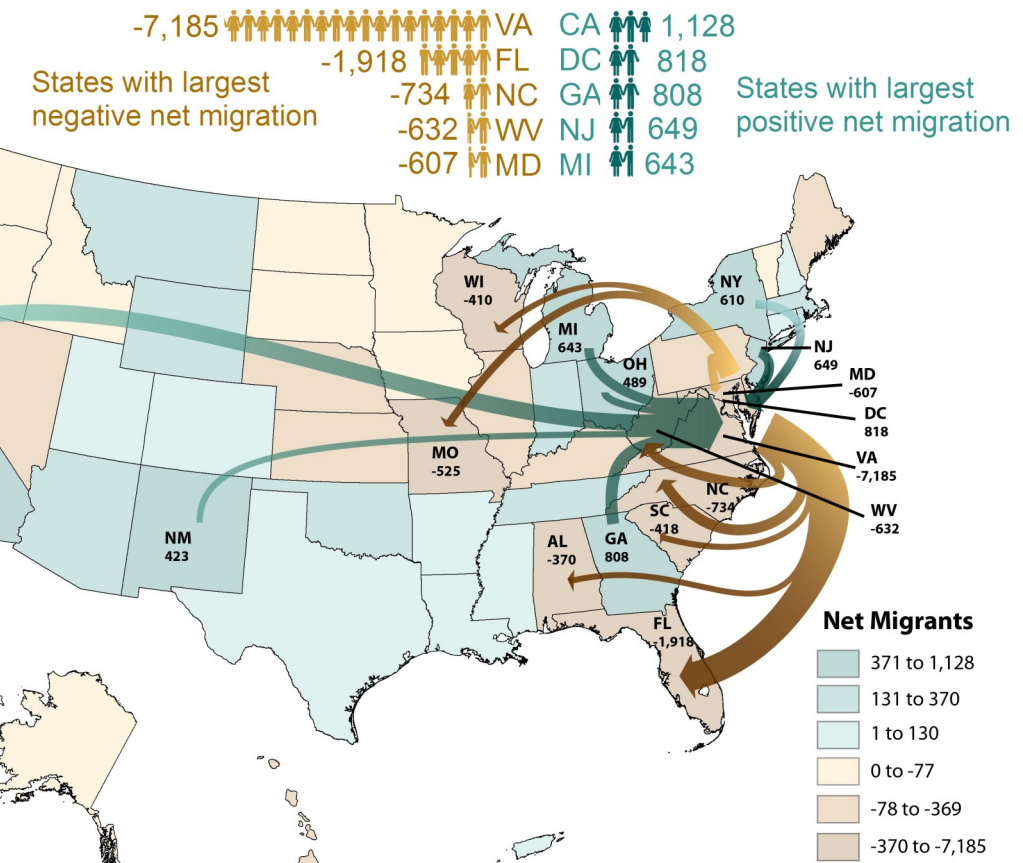 -7,185 VA CA 1,128
-1,918 FL DC 818
-734 NC GA 808
-632 WV NJ 649
-607 MD MI 643
States with largest
negative net migration
States with largest
positive net migration
WI
-410
MI
643
NY
610
OH
489
NJ
649
MD
-607
DC
818
VA
-7,185
WV
-632
MO
-525
NC
-734
SC
-418
NM
423
AL
-370
GA
808
FL
-1,918
Net Migrants
371 to 1,128
131 to 370
1 to 130
0 to -77
-78 to -369
-370 to -7,185